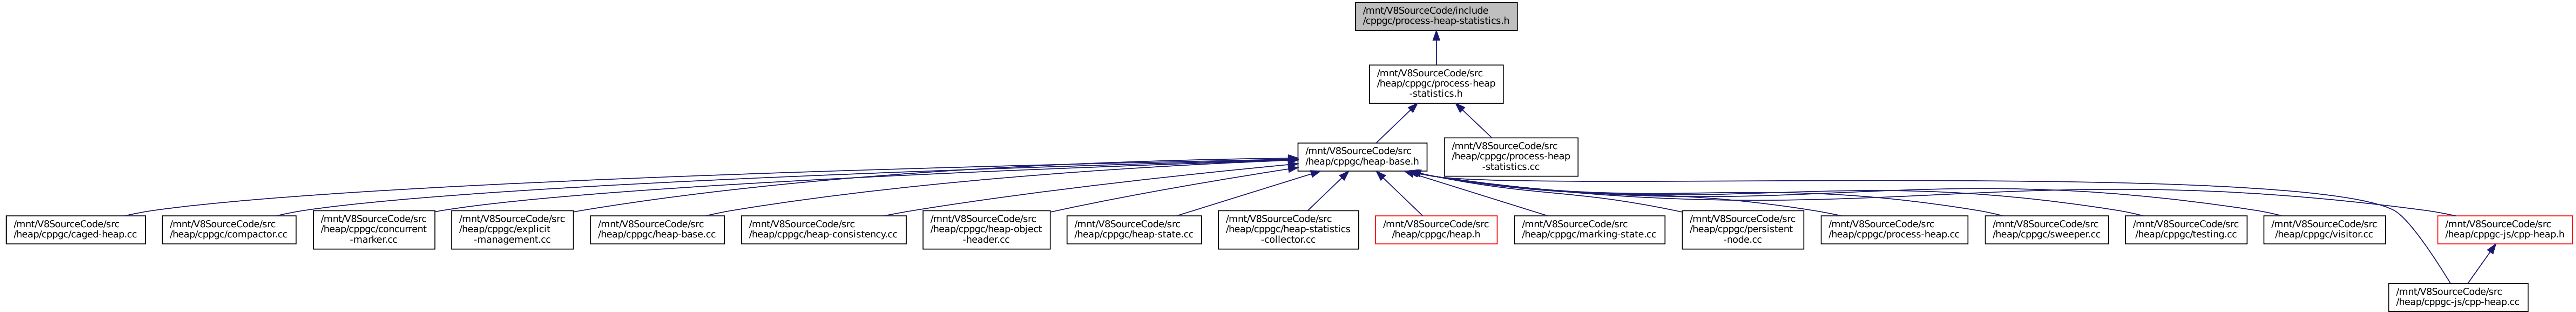 /mnt/V8SourceCode/include
/cppgc/process-heap-statistics.h
/mnt/V8SourceCode/src
/heap/cppgc/process-heap
-statistics.h
/mnt/V8SourceCode/src
/heap/cppgc/heap-base.h
/mnt/V8SourceCode/src
/heap/cppgc/process-heap
-statistics.cc
/mnt/V8SourceCode/src
/heap/cppgc/caged-heap.cc
/mnt/V8SourceCode/src
/heap/cppgc/compactor.cc
/mnt/V8SourceCode/src
/heap/cppgc/concurrent
-marker.cc
/mnt/V8SourceCode/src
/heap/cppgc/explicit
-management.cc
/mnt/V8SourceCode/src
/heap/cppgc/heap-base.cc
/mnt/V8SourceCode/src
/heap/cppgc/heap-consistency.cc
/mnt/V8SourceCode/src
/heap/cppgc/heap-object
-header.cc
/mnt/V8SourceCode/src
/heap/cppgc/heap-state.cc
/mnt/V8SourceCode/src
/heap/cppgc/heap-statistics
-collector.cc
/mnt/V8SourceCode/src
/heap/cppgc/heap.h
/mnt/V8SourceCode/src
/heap/cppgc/marking-state.cc
/mnt/V8SourceCode/src
/heap/cppgc/persistent
-node.cc
/mnt/V8SourceCode/src
/heap/cppgc/process-heap.cc
/mnt/V8SourceCode/src
/heap/cppgc/sweeper.cc
/mnt/V8SourceCode/src
/heap/cppgc/testing.cc
/mnt/V8SourceCode/src
/heap/cppgc/visitor.cc
/mnt/V8SourceCode/src
/heap/cppgc-js/cpp-heap.h
/mnt/V8SourceCode/src
/heap/cppgc-js/cpp-heap.cc